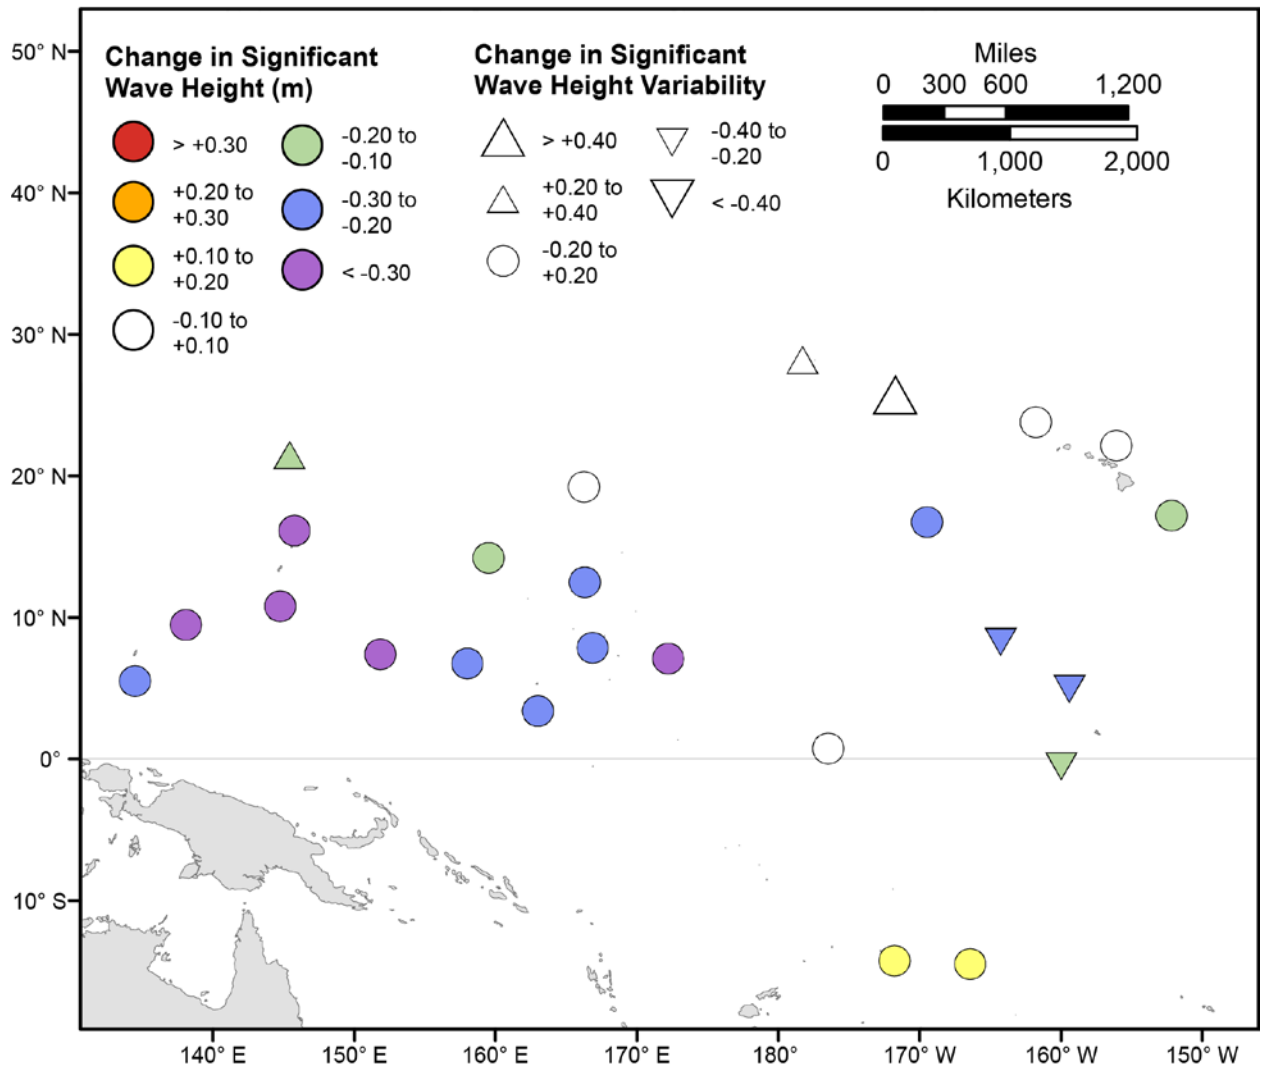 Change in Significant
Wave Height (m)
> +0.30
+0.20 to
+0.30
+0.10 to
+0.20
-0.10 to
+0.10
-0.20 to
-0.10
-0.30 to
-0.20
< -0.30
Change in Significant
Wave Height Variability
> +0.40
+0.20 to
+0.40
-0.20 to
+0.20
-0.40 to
-0.20
< -0.40
Miles
0 300 600 1,200
0 1,000 2,000
Kilometers
50° N
40° N
30° N
20° N
10° N
0°
10° S
140° E 150° E 160° E 170° E 180° 170° W 160° W 150° W